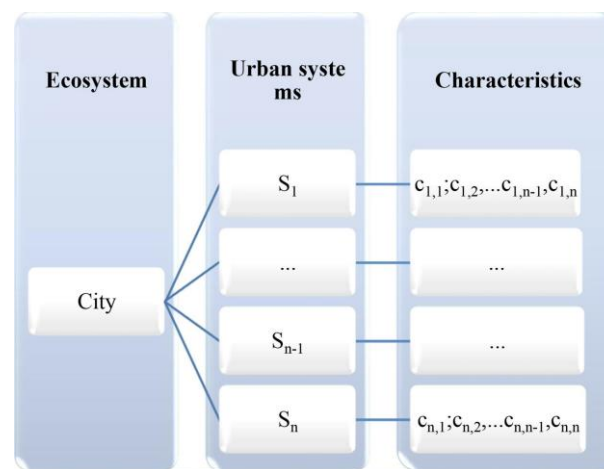 Ecosystem
Urban syste
ms
Characteristics
City
S₁
...
Sₙ₋₁
Sₙ
c₁,₁;c₁,₂,...c₁,ₙ₋₁,c₁,ₙ
...
...
cₙ,₁;cₙ,₂,...cₙ,ₙ₋₁,cₙ,ₙ